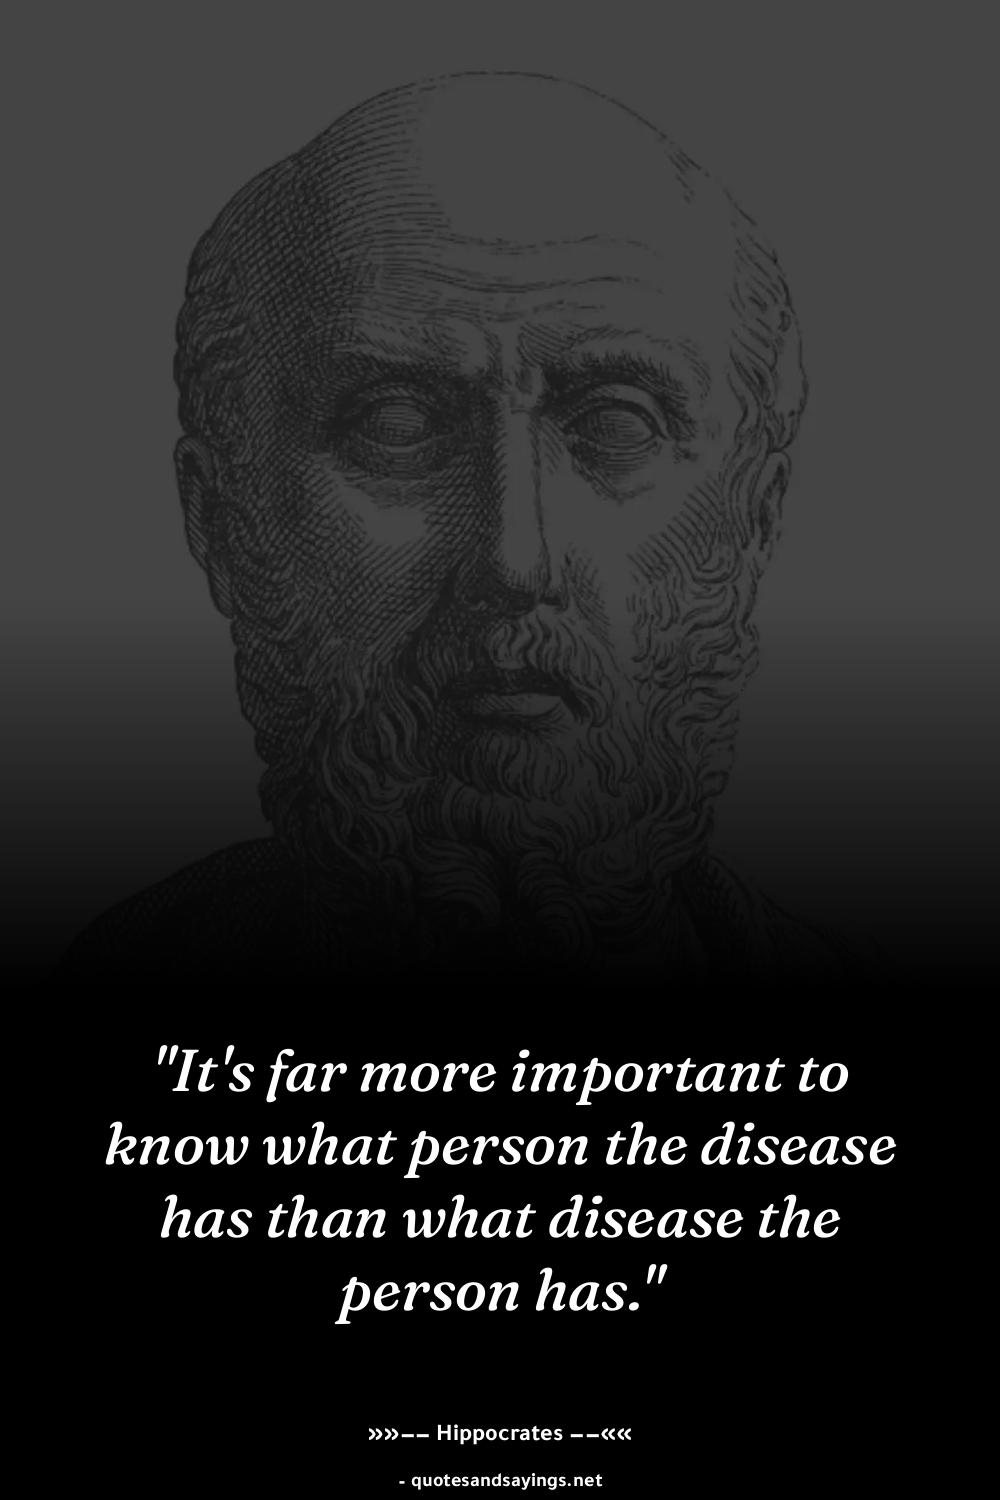 "It's far more important to
know what person the disease
has than what disease the
person has."
»»−− Hippocrates −−««
- quotesandsayings.net